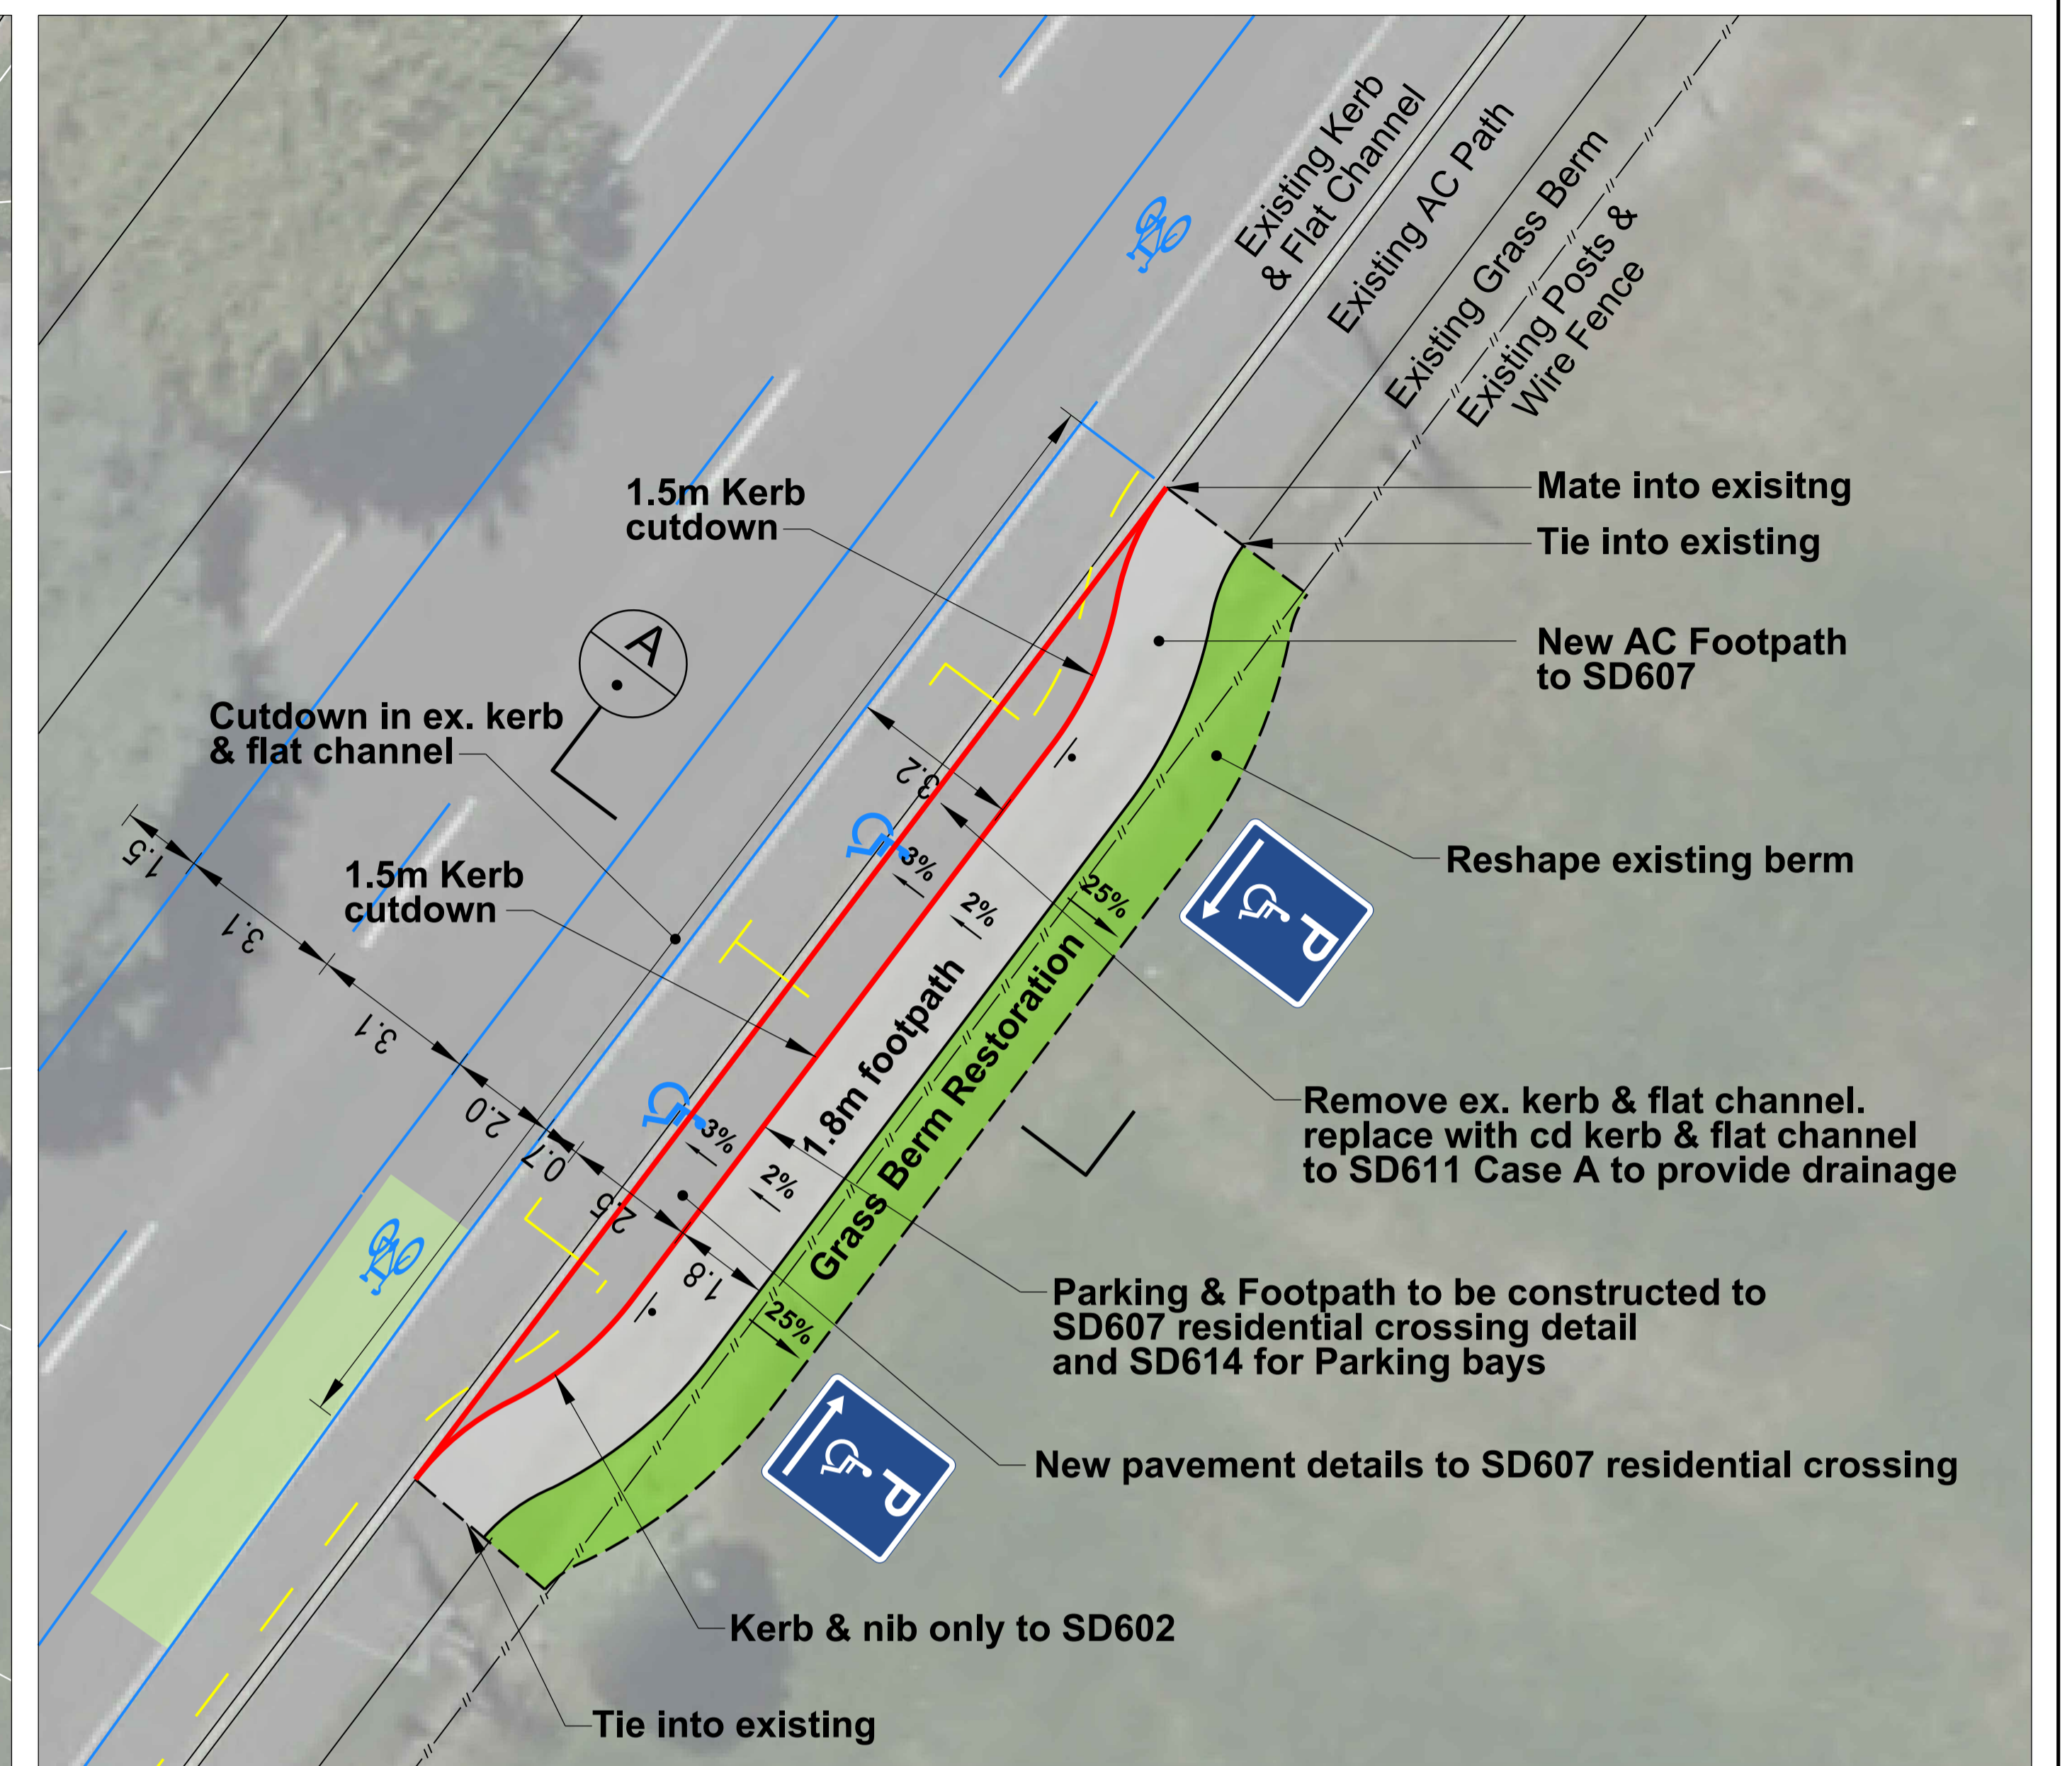 Existing Kerb
& Flat Channel
Existing AC Path
Existing Grass Berm
Existing Posts &
Wire Fence
1.5m Kerb
cutdown
Mate into exisitng
Tie into existing
New AC Footpath
to SD607
A
Cutdown in ex. kerb
& flat channel
3.2
1.5
3.1
3.1
2.0
0.7
2.5
1.8
1.5m Kerb
cutdown
3%
2%
25%
Reshape existing berm
P
1.8m footpath
Grass Berm Restoration
3%
2%
25%
Remove ex. kerb & flat channel.
replace with cd kerb & flat channel
to SD611 Case A to provide drainage
Parking & Footpath to be constructed to
SD607 residential crossing detail
and SD614 for Parking bays
P
New pavement details to SD607 residential crossing
Kerb & nib only to SD602
Tie into existing